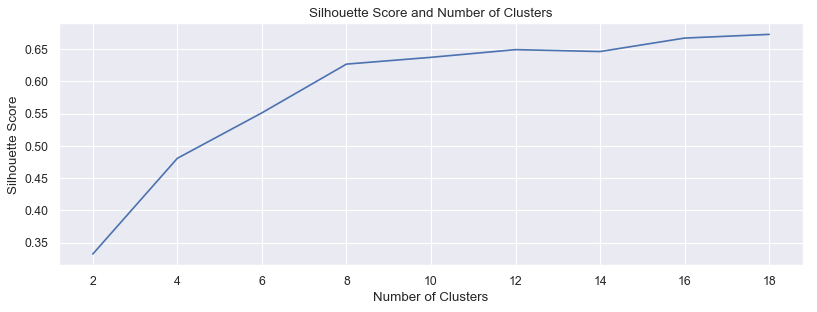 Silhouette Score and Number of Clusters
Silhouette Score
0.65
0.60
0.55
0.50
0.45
0.40
0.35
2 4 6 8 10 12 14 16 18
Number of Clusters